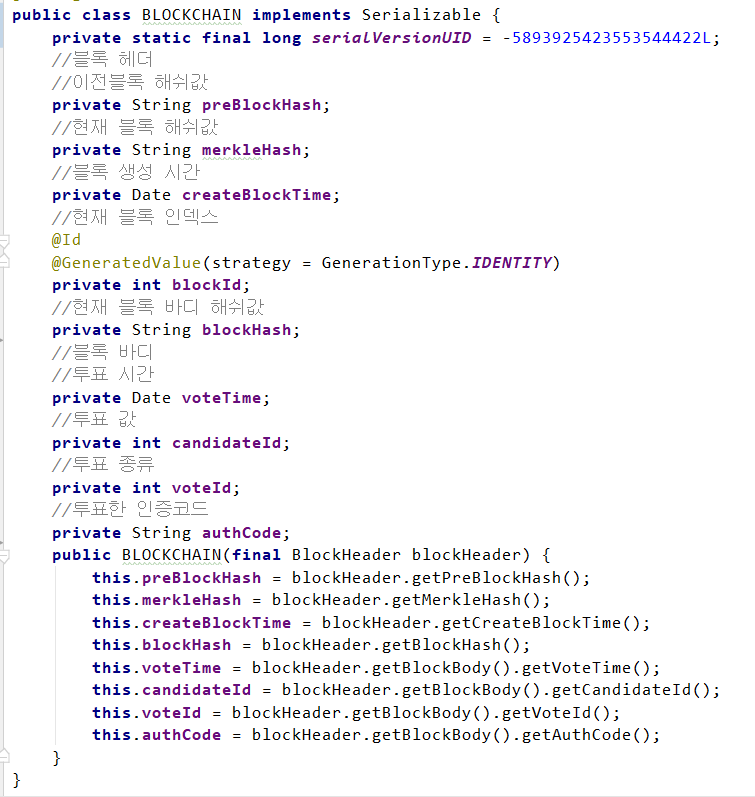 public class BLOCKCHAIN implements Serializable {
    private static final long serialVersionUID = -5893925423553544422L;
    //블록 헤더
    //이전블록 해쉬값
    private String preBlockHash;
    //현재 블록 해쉬값
    private String merkleHash;
    //블록 생성 시간
    private Date createBlockTime;
    //현재 블록 인덱스
    @Id
    @GeneratedValue(strategy = GenerationType.IDENTITY)
    private int blockId;
    //현재 블록 바디 해쉬값
    private String blockHash;
    //블록 바디
    //투표 시간
    private Date voteTime;
    //투표 값
    private int candidateId;
    //투표 종류
    private int voteId;
    //투표한 인증코드
    private String authCode;
    public BLOCKCHAIN(final BlockHeader blockHeader) {
        this.preBlockHash = blockHeader.getPreBlockHash();
        this.merkleHash = blockHeader.getMerkleHash();
        this.createBlockTime = blockHeader.getCreateBlockTime();
        this.blockHash = blockHeader.getBlockHash();
        this.voteTime = blockHeader.getBlockBody().getVoteTime();
        this.candidateId = blockHeader.getBlockBody().getCandidateId();
        this.voteId = blockHeader.getBlockBody().getVoteId();
        this.authCode = blockHeader.getBlockBody().getAuthCode();
    }
}